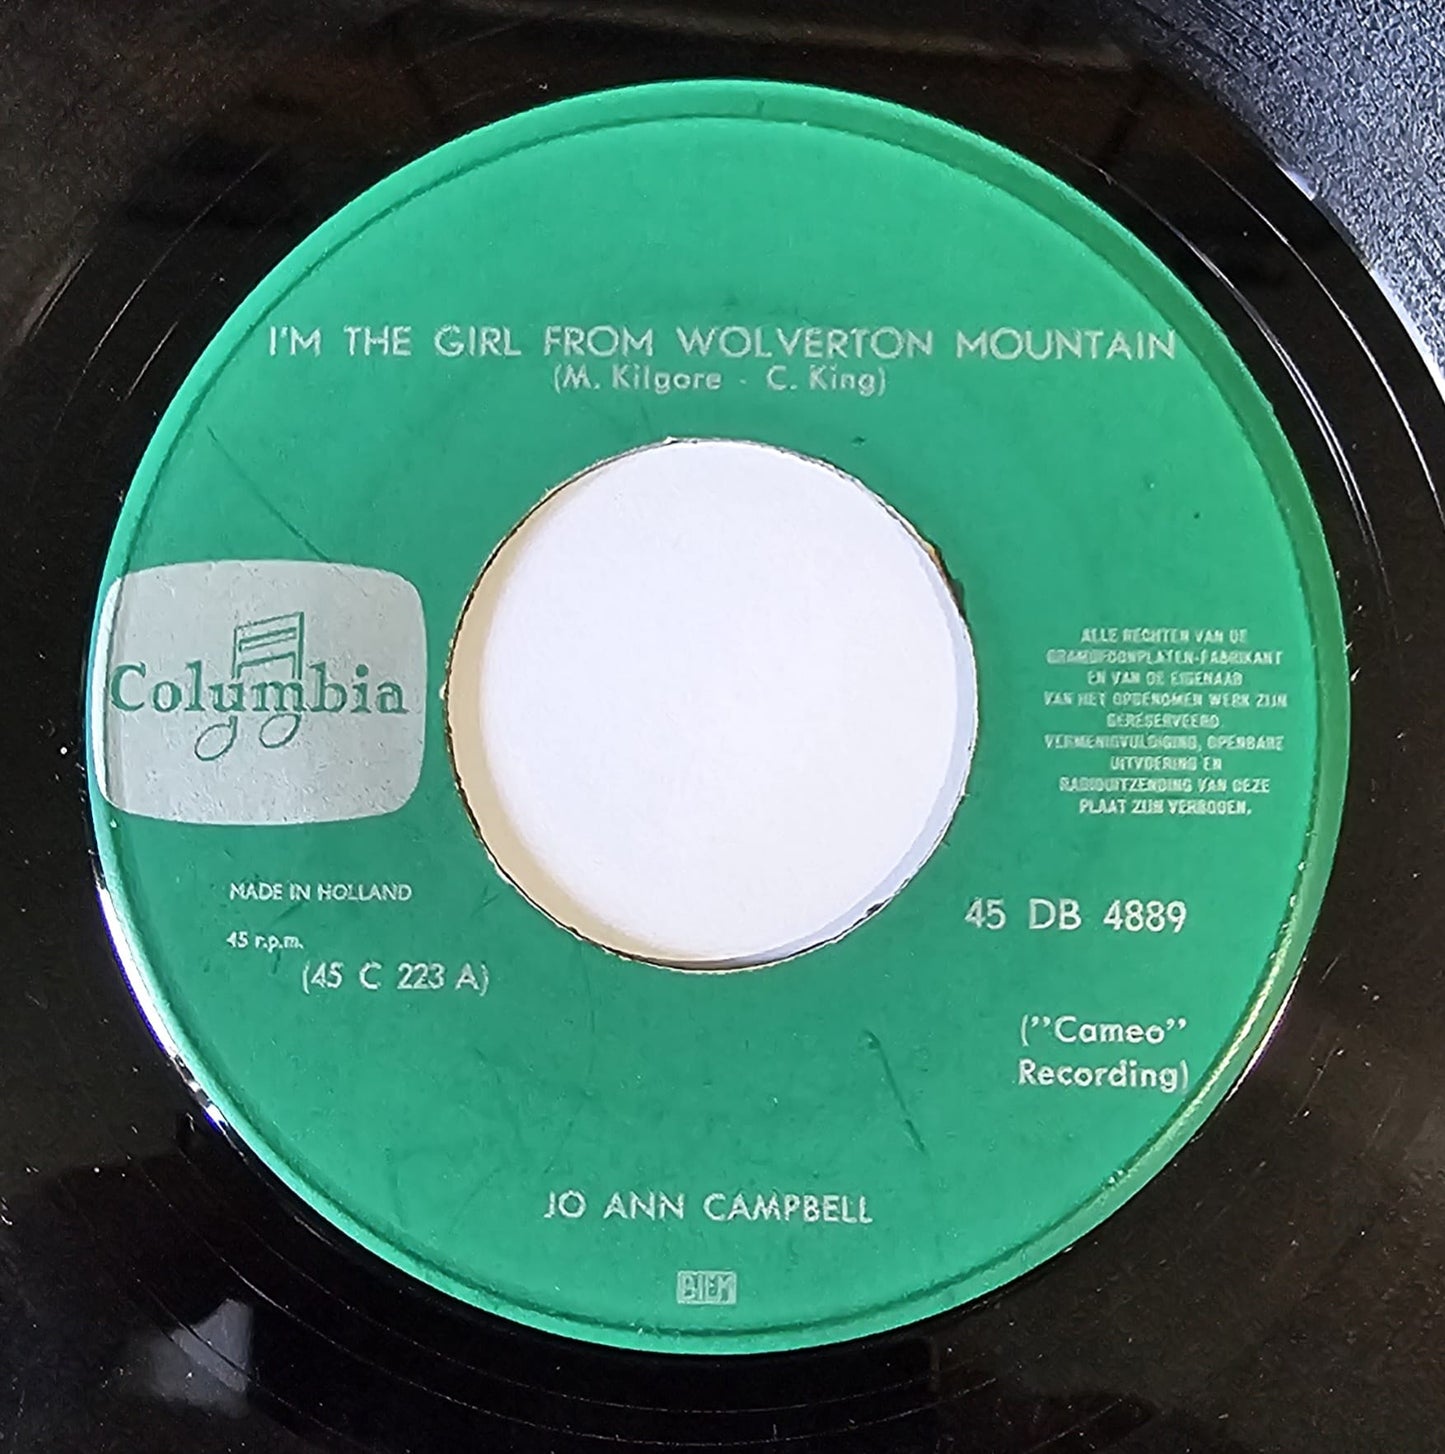 I'M THE GIRL FROM WOLVERTON MOUNTAIN
(M. Kilgore - C. King)
Columbia
ALLE RECHTEN VAN DE
GRAMOFOONPLATEN-FABRIKANT
EN VAN DE EIGENAAR
VAN HET OPGENOMEN WERK ZIJN
GERESERVEERD.
VERMENIGVULDIGING, OPENBARE
UITVOERING EN
RADIOUITZENDING VAN DEZE
PLAAT ZIJN VERBODEN.
MADE IN HOLLAND
45 r.p.m.
(45 C 223 A)
45 DB 4889
(”Cameo”
Recording)
JO ANN CAMPBELL
BIEM